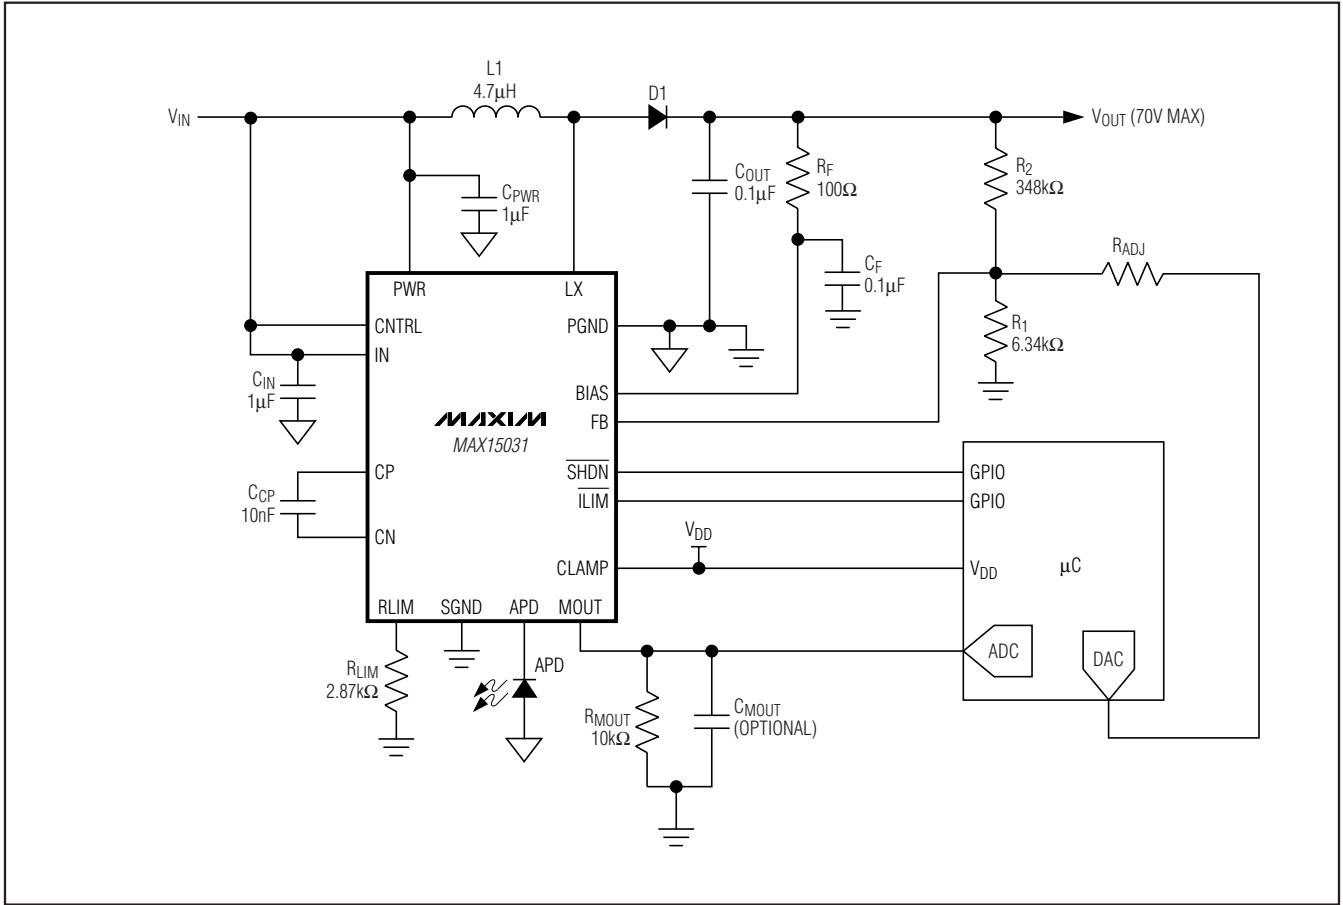 L1
4.7µH
D1
VIN
VOUT (70V MAX)
COUT
0.1µF
RF
100Ω
R2
348kΩ
CPWR
1µF
RADJ
CF
0.1µF
PWR
LX
CNTRL
PGND
R1
6.34kΩ
IN
CIN
1µF
BIAS
FB
MAXIM
MAX15031
CP
SHDN
GPIO
CCP
10nF
ILIM
GPIO
CN
VDD
CLAMP
VDD
µC
RLIM
SGND
APD
MOUT
RLIM
2.87kΩ
APD
ADC
DAC
RMOUT
10kΩ
CMOUT
(OPTIONAL)